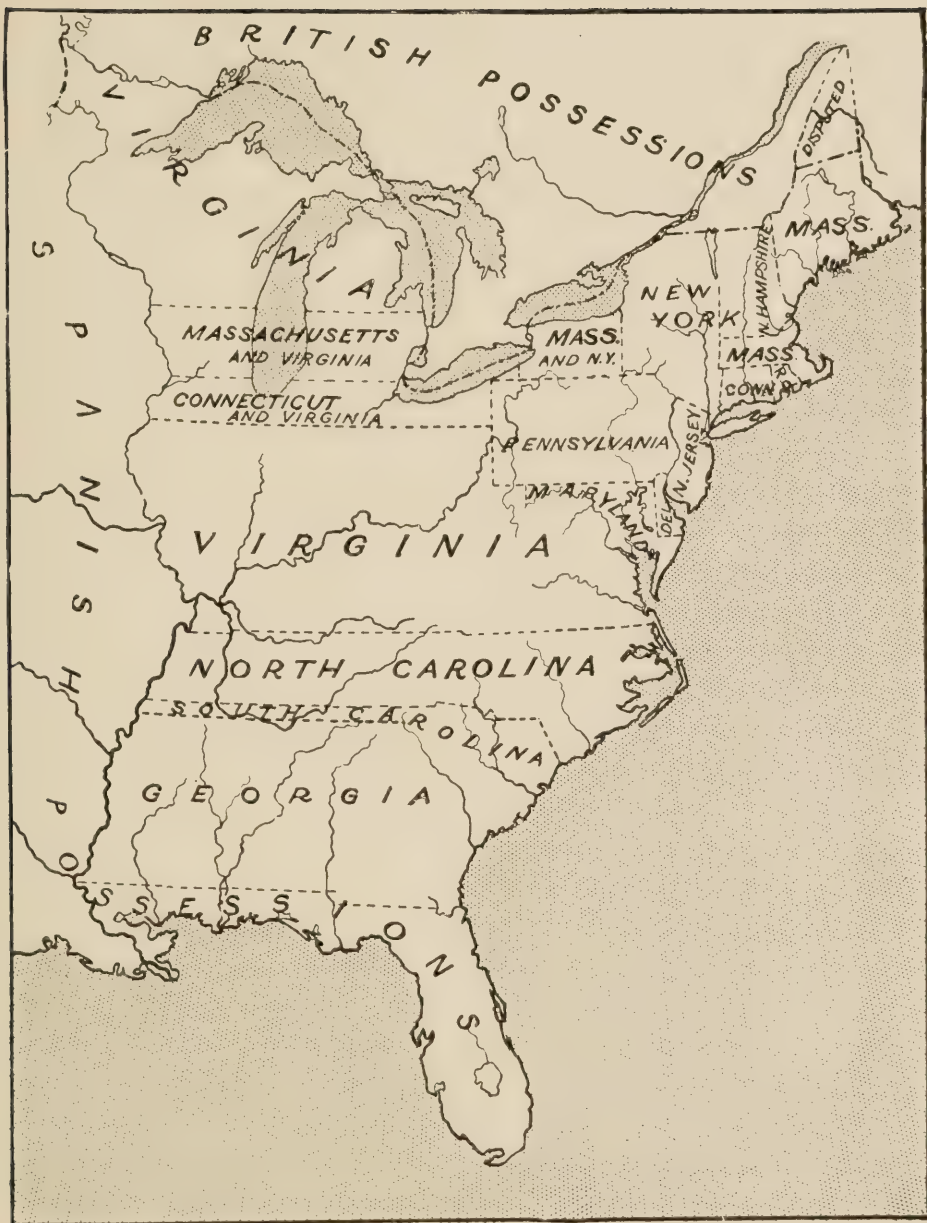 BRITISH POSSESSIONS
VIRGINIA
DISPUTED
MASS.
N. HAMPSHIRE
NEW
YORK
MASSACHUSETTS
AND VIRGINIA
MASS.
AND N.Y.
MASS.
CONN.
R.
CONNECTICUT
AND VIRGINIA
PENNSYLVANIA
N. JERSEY
MARYLAND
DEL.
VIRGINIA
NORTH CAROLINA
SOUTH CAROLINA
GEORGIA
SPANISH POSSESSIONS